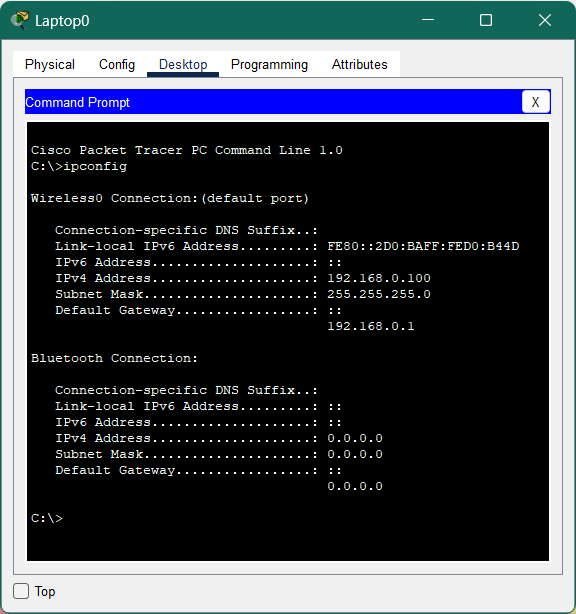 Laptop0
Physical Config Desktop Programming Attributes
Command Prompt X
Cisco Packet Tracer PC Command Line 1.0
C:\>ipconfig
Wireless0 Connection:(default port)
Connection-specific DNS Suffix..:
Link-local IPv6 Address.........: FE80::2D0:BAFF:FED0:B44D
IPv6 Address....................: ::
IPv4 Address....................: 192.168.0.100
Subnet Mask.....................: 255.255.255.0
Default Gateway.................: ::
192.168.0.1
Bluetooth Connection:
Connection-specific DNS Suffix..:
Link-local IPv6 Address.........: ::
IPv6 Address....................: ::
IPv4 Address....................: 0.0.0.0
Subnet Mask.....................: 0.0.0.0
Default Gateway.................: ::
0.0.0.0
C:\>
Top